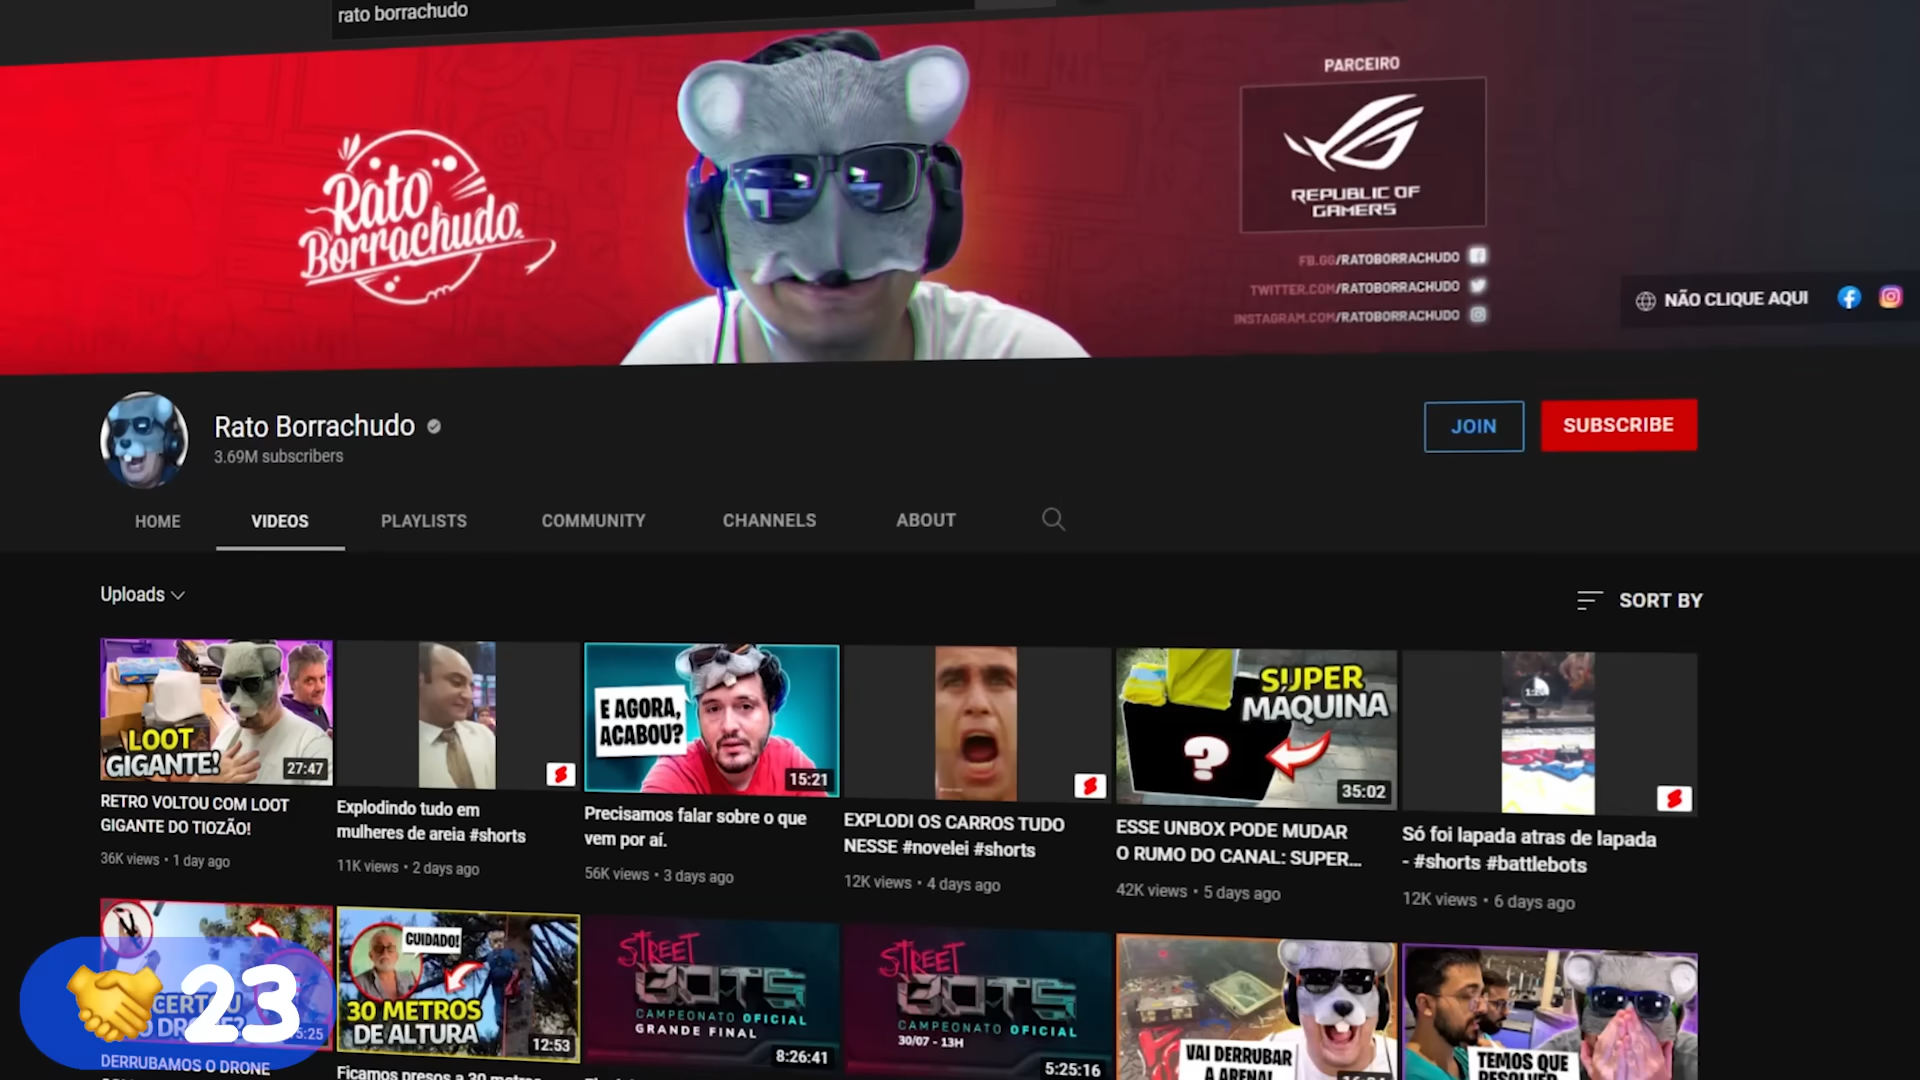 rato borrachudo
PARCEIRO
Rato
Borrachudo
REPUBLIC OF
GAMERS
FB.GG/RATOBORRACHUDO
TWITTER.COM/RATOBORRACHUDO
INSTAGRAM.COM/RATOBORRACHUDO
NÃO CLIQUE AQUI
Rato Borrachudo
3.69M subscribers
JOIN
SUBSCRIBE
HOME
VIDEOS
PLAYLISTS
COMMUNITY
CHANNELS
ABOUT
Uploads
SORT BY
LOOT
GIGANTE!
27:47
E AGORA,
ACABOU?
15:21
SUPER
MÁQUINA
?
35:02
RETRO VOLTOU COM LOOT
GIGANTE DO TIOZÃO!
36K views • 1 day ago
Explodindo tudo em
mulheres de areia #shorts
11K views • 2 days ago
Precisamos falar sobre o que
vem por aí.
56K views • 3 days ago
EXPLODI OS CARROS TUDO
NESSE #novelei #shorts
12K views • 4 days ago
ESSE UNBOX PODE MUDAR
O RUMO DO CANAL: SUPER...
42K views • 5 days ago
Só foi lapada atras de lapada
- #shorts #battlebots
12K views • 6 days ago
23
DERRUBAMOS O DRONE
CUIDADO!
30 METROS
DE ALTURA
12:53
Ficamos presos a 30 metros
STREET
BOTS
CAMPEONATO OFICIAL
GRANDE FINAL
8:26:41
STREET
BOTS
CAMPEONATO OFICIAL
30/07 - 13H
5:25:16
VAI DERRUBAR
A ARENA!
TEMOS QUE
RESOLVER